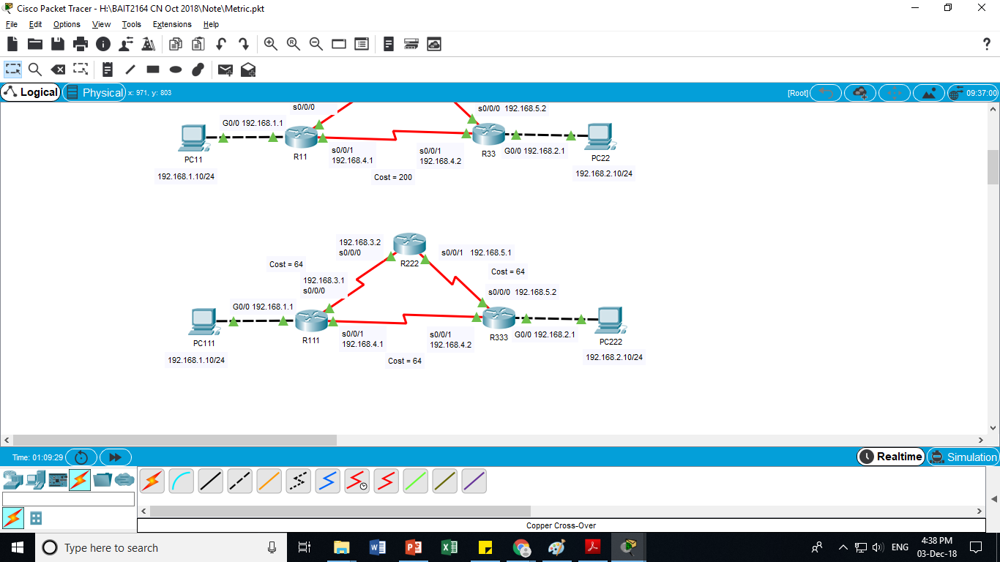 Cisco Packet Tracer - H:\BAIT2164 CN Oct 2018\Note\Metric.pkt
File Edit Options View Tools Extensions Help
Logical Physical x: 971, y: 803 [Root] 09:37:00
s0/0/0
s0/0/0 192.168.5.2
G0/0 192.168.1.1
s0/0/1
192.168.4.1
s0/0/1
192.168.4.2
R11
R33
G0/0 192.168.2.1
PC11
PC22
192.168.1.10/24
Cost = 200
192.168.2.10/24
192.168.3.2
s0/0/0
R222
s0/0/1 192.168.5.1
Cost = 64
Cost = 64
192.168.3.1
s0/0/0
s0/0/0 192.168.5.2
G0/0 192.168.1.1
s0/0/1
192.168.4.1
s0/0/1
192.168.4.2
R111
R333
G0/0 192.168.2.1
PC111
PC222
192.168.1.10/24
Cost = 64
192.168.2.10/24
Time: 01:09:29 Realtime Simulation
Copper Cross-Over
Type here to search
ENG
4:38 PM
03-Dec-18